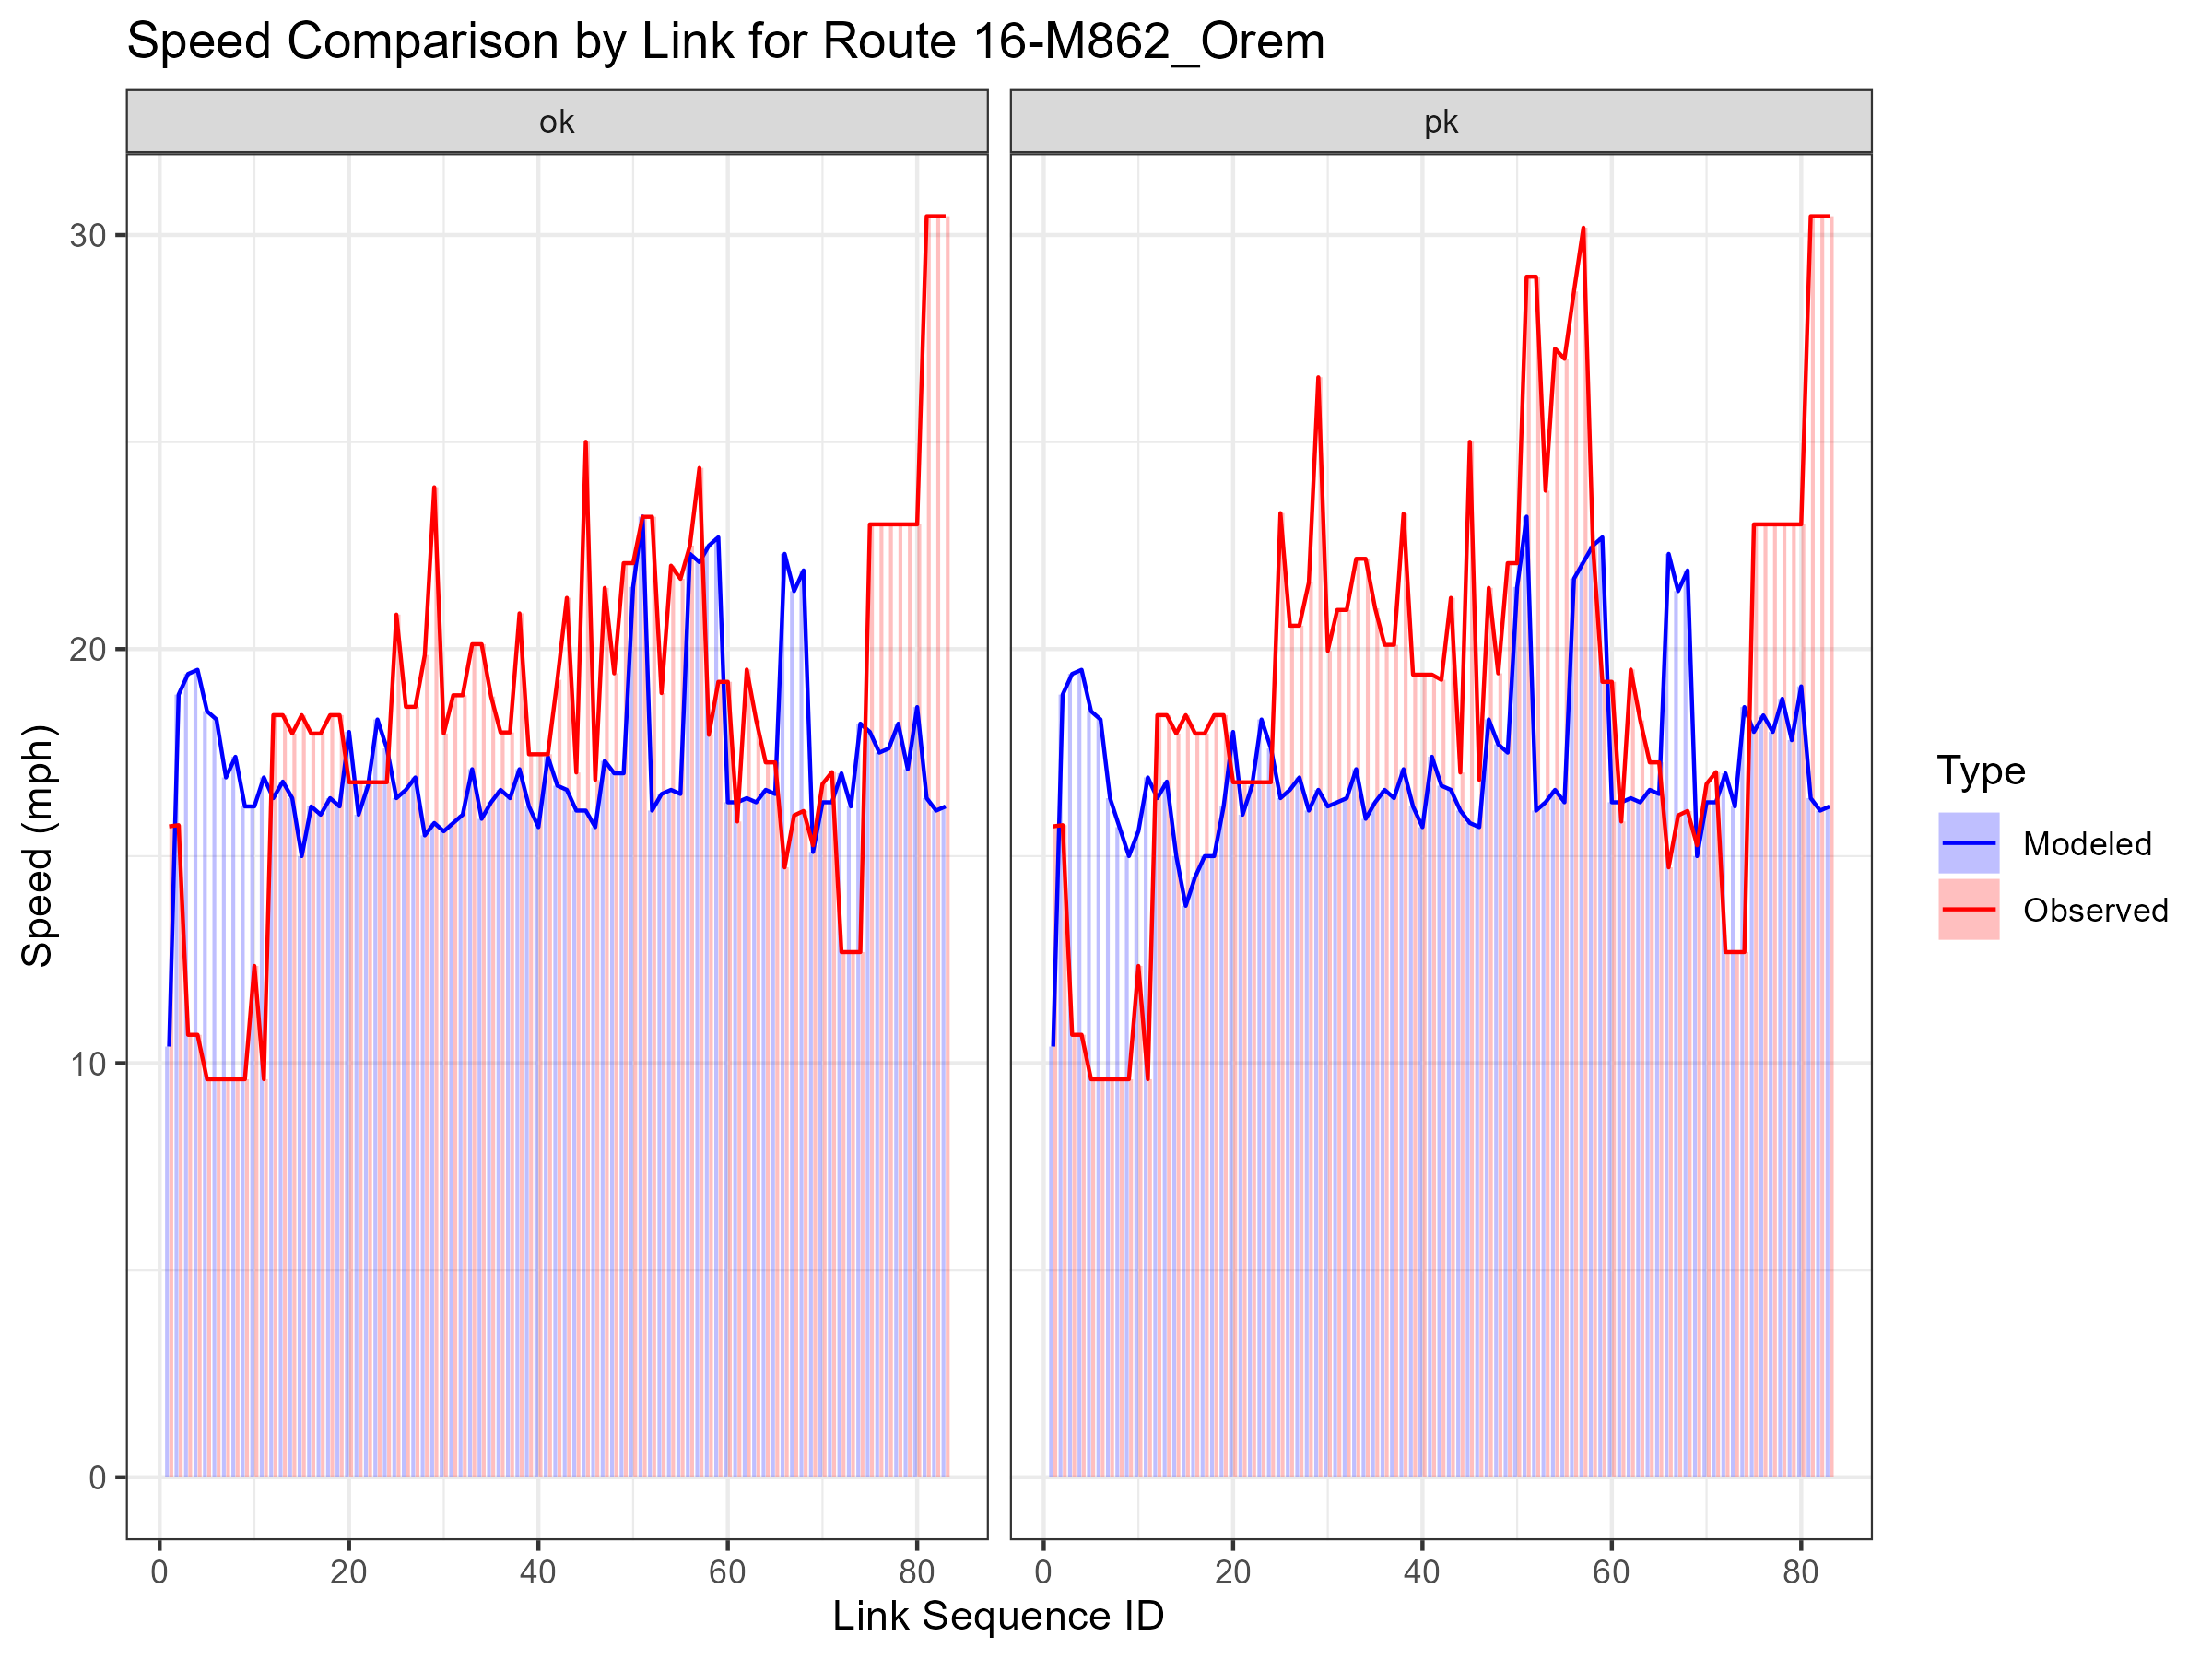 Speed Comparison by Link for Route 16-M862_Orem
ok
pk
30
20
10
0
Speed (mph)
0 20 40 60 80
0 20 40 60 80
Link Sequence ID
Type
Modeled
Observed